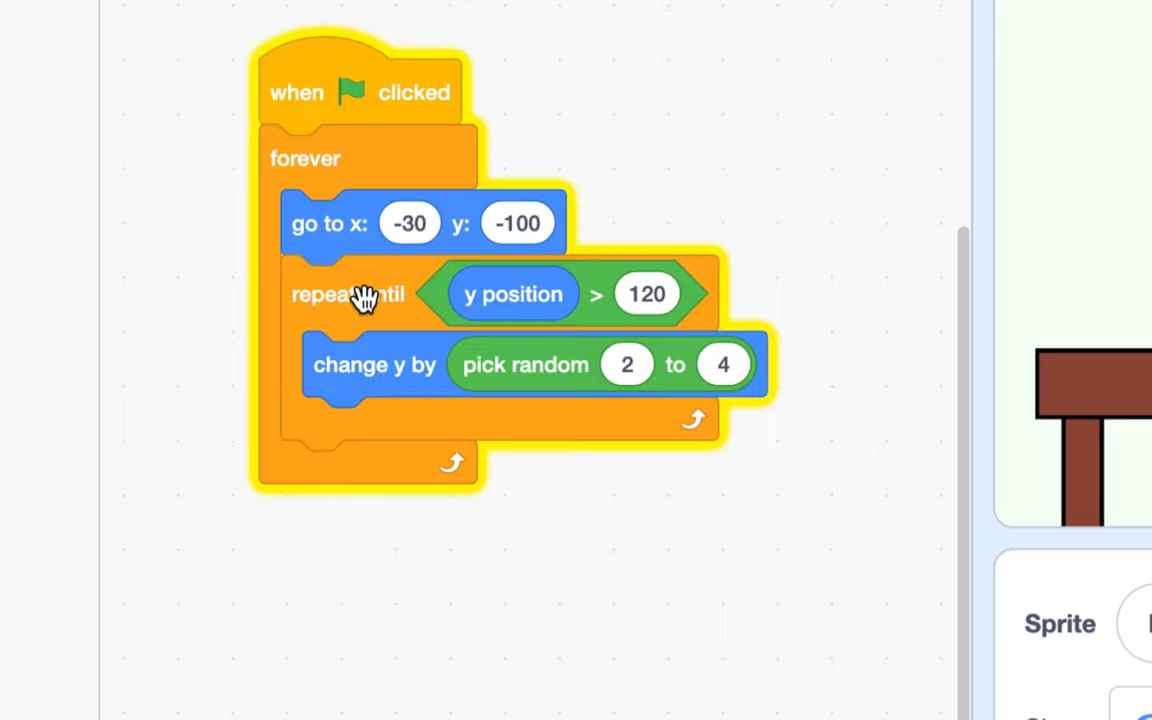 when clicked
forever
go to x: -30 y: -100
repeat until y position > 120
change y by pick random 2 to 4
Sprite